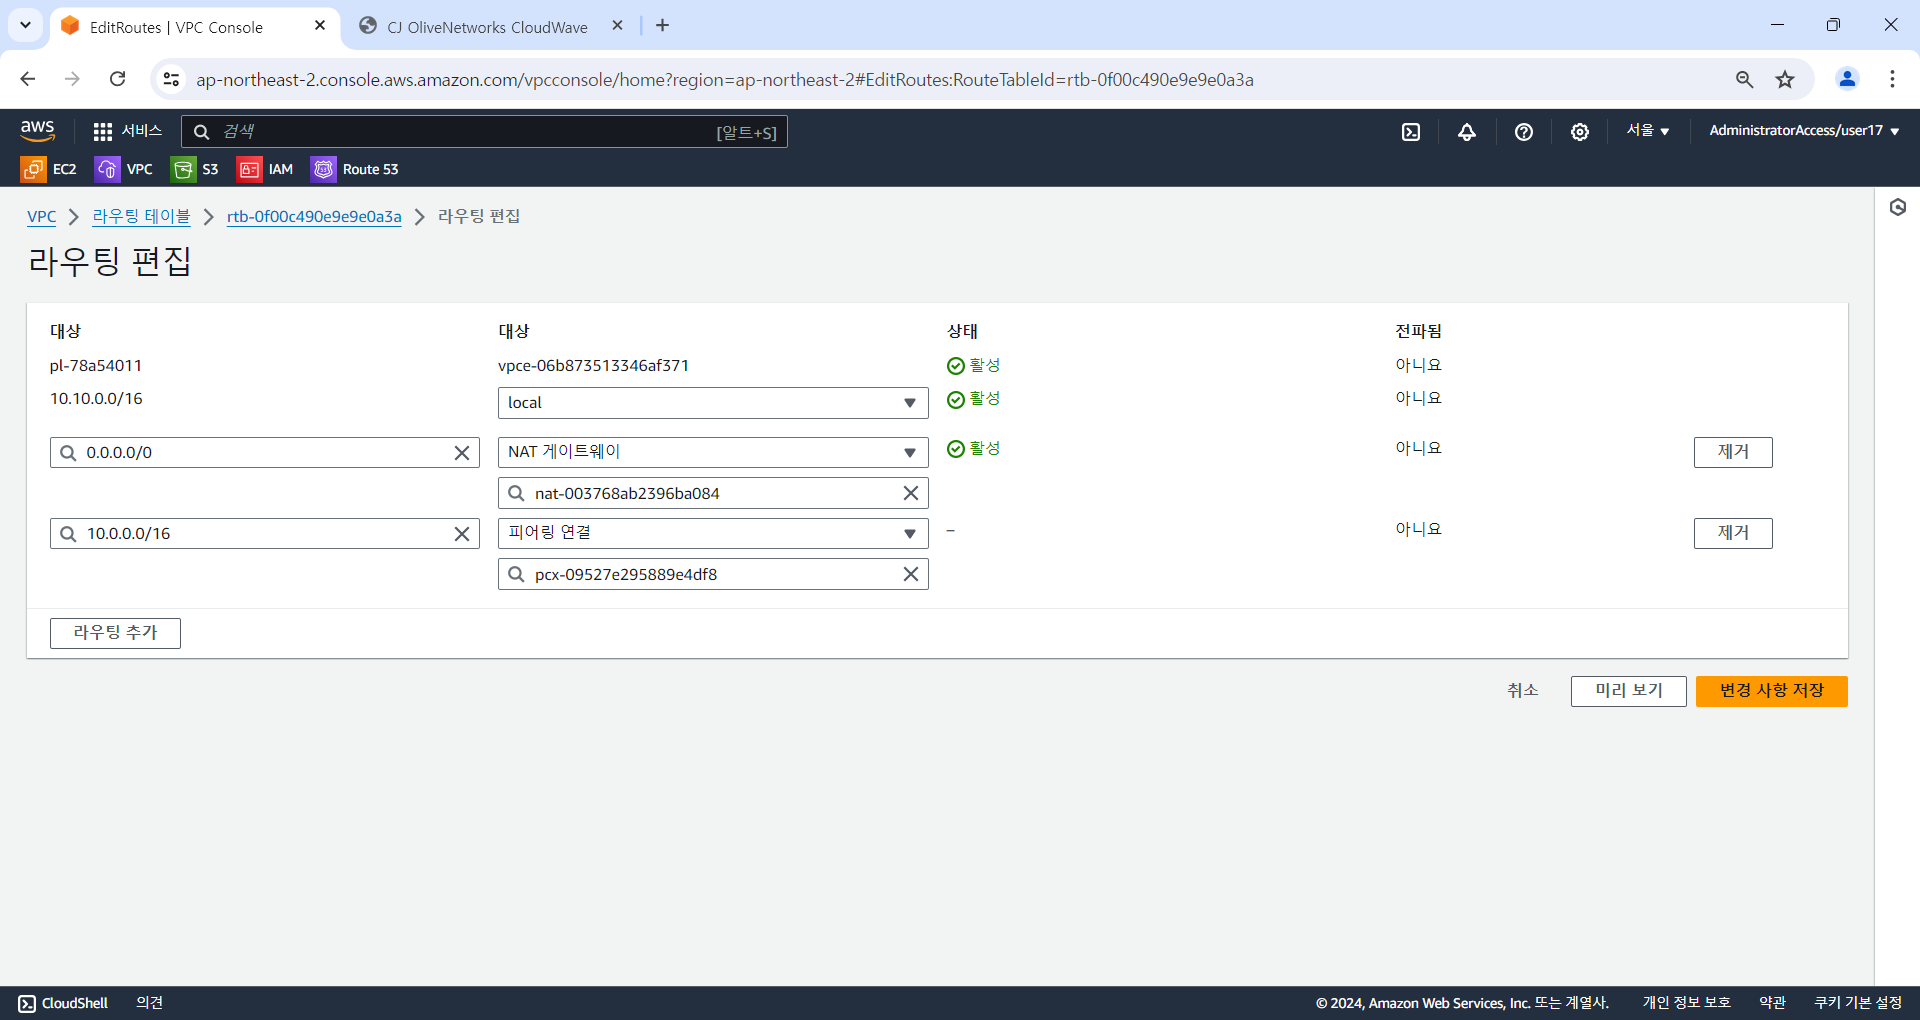 EditRoutes | VPC Console
CJ OliveNetworks CloudWave
ap-northeast-2.console.aws.amazon.com/vpcconsole/home?region=ap-northeast-2#EditRoutes:RouteTableId=rtb-0f00c490e9e9e0a3a
aws 서비스 검색 [알트+S] 서울 AdministratorAccess/user17
EC2 VPC S3 IAM Route 53
VPC 라우팅 테이블 rtb-0f00c490e9e9e0a3a 라우팅 편집
라우팅 편집
대상 대상 상태 전파됨
pl-78a54011 vpce-06b873513346af371 활성 아니요
10.10.0.0/16 local 활성 아니요
0.0.0.0/0 NAT 게이트웨이 활성 아니요 제거
nat-003768ab2396ba084
10.0.0.0/16 피어링 연결 – 아니요 제거
pcx-09527e295889e4df8
라우팅 추가
취소 미리 보기 변경 사항 저장
CloudShell 의견 © 2024, Amazon Web Services, Inc. 또는 계열사. 개인 정보 보호 약관 쿠키 기본 설정